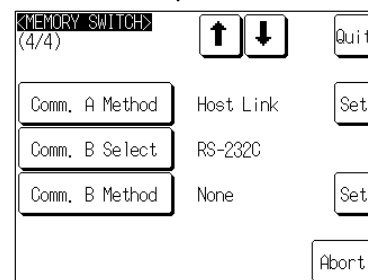 <MEMORY SWITCH>
(4/4)
Quit
Comm. A Method Host Link Set
Comm. B Select RS-232C
Comm. B Method None Set
Abort